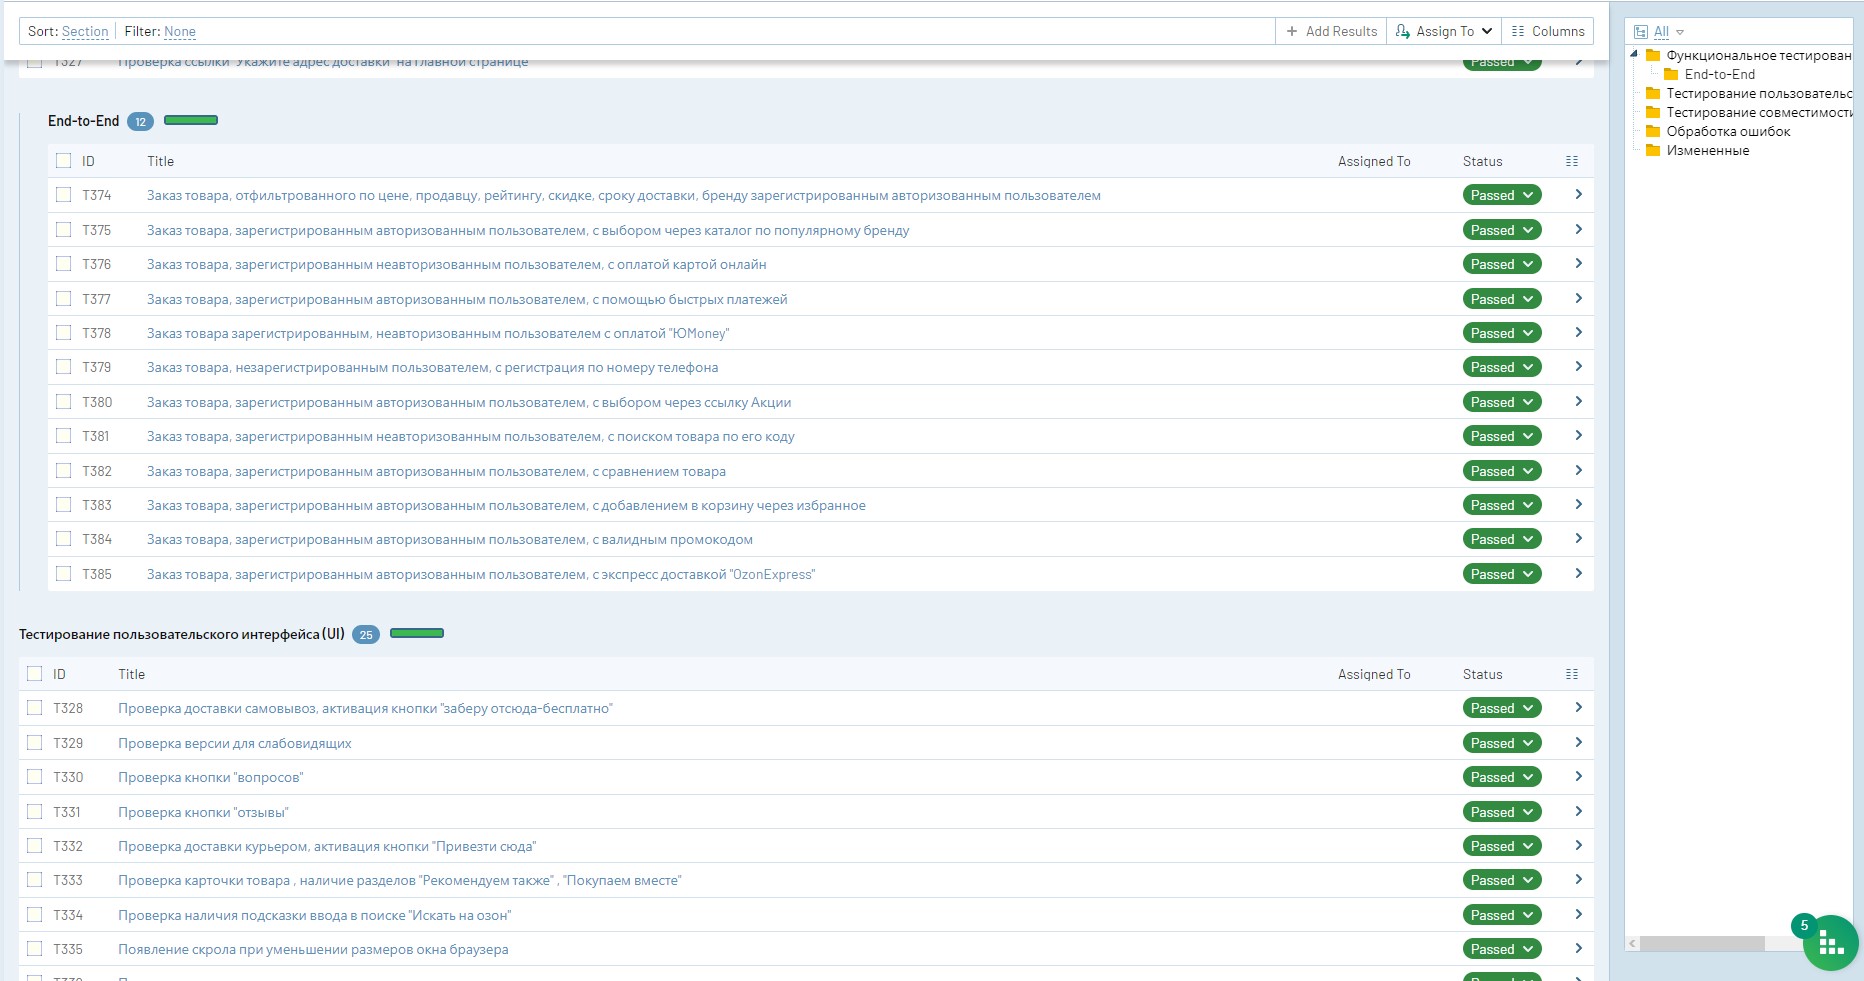 Sort: Section Filter: None Add Results Assign To Columns
T327 Проверка ссылки "Укажите адрес доставки" на главной странице Passed
End-to-End 12
ID Title Assigned To Status
T374 Заказ товара, отфильтрованного по цене, продавцу, рейтингу, скидке, сроку доставки, бренду зарегистрированным авторизованным пользователем Passed
T375 Заказ товара, зарегистрированным авторизованным пользователем, с выбором через каталог по популярному бренду Passed
T376 Заказ товара, зарегистрированным неавторизованным пользователем, с оплатой картой онлайн Passed
T377 Заказ товара, зарегистрированным авторизованным пользователем, с помощью быстрых платежей Passed
T378 Заказ товара зарегистрированным, неавторизованным пользователем с оплатой "ЮMoney" Passed
T379 Заказ товара, незарегистрированным пользователем, с регистрация по номеру телефона Passed
T380 Заказ товара, зарегистрированным авторизованным пользователем, с выбором через ссылку Акции Passed
T381 Заказ товара, зарегистрированным неавторизованным пользователем, с поиском товара по его коду Passed
T382 Заказ товара, зарегистрированным авторизованным пользователем, с сравнением товара Passed
T383 Заказ товара, зарегистрированным авторизованным пользователем, с добавлением в корзину через избранное Passed
T384 Заказ товара, зарегистрированным авторизованным пользователем, с валидным промокодом Passed
T385 Заказ товара, зарегистрированным авторизованным пользователем, с экспресс доставкой "OzonExpress" Passed
Тестирование пользовательского интерфейса (UI) 25
ID Title Assigned To Status
T328 Проверка доставки самовывоз, активация кнопки "заберу отсюда-бесплатно" Passed
T329 Проверка версии для слабовидящих Passed
T330 Проверка кнопки "вопросов" Passed
T331 Проверка кнопки "отзывы" Passed
T332 Проверка доставки курьером, активация кнопки "Привезти сюда" Passed
T333 Проверка карточки товара , наличие разделов "Рекомендуем также" , "Покупаем вместе" Passed
T334 Проверка наличия подсказки ввода в поиске "Искать на озон" Passed
T335 Появление скрола при уменьшении размеров окна браузера Passed
All
Функциональное тестирован
End-to-End
Тестирование пользовательс
Тестирование совместимости
Обработка ошибок
Измененные
5